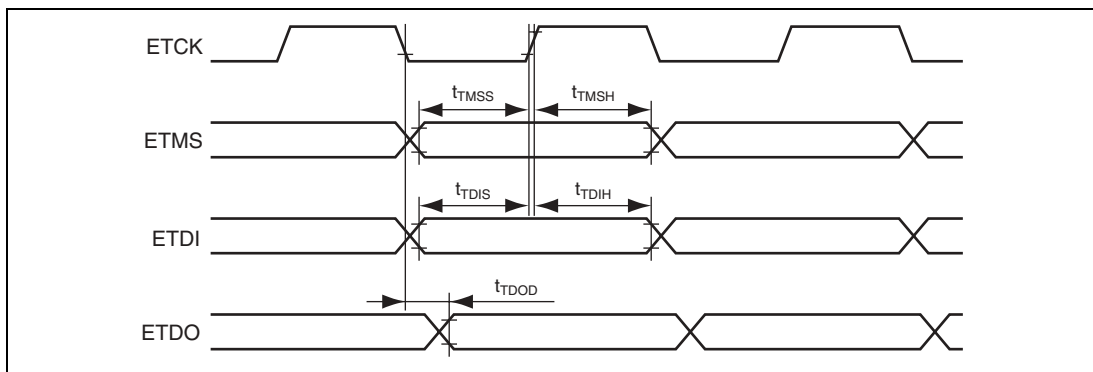 ETCK
tTMSS tTMSH
ETMS
tTDIS tTDIH
ETDI
tTDOD
ETDO